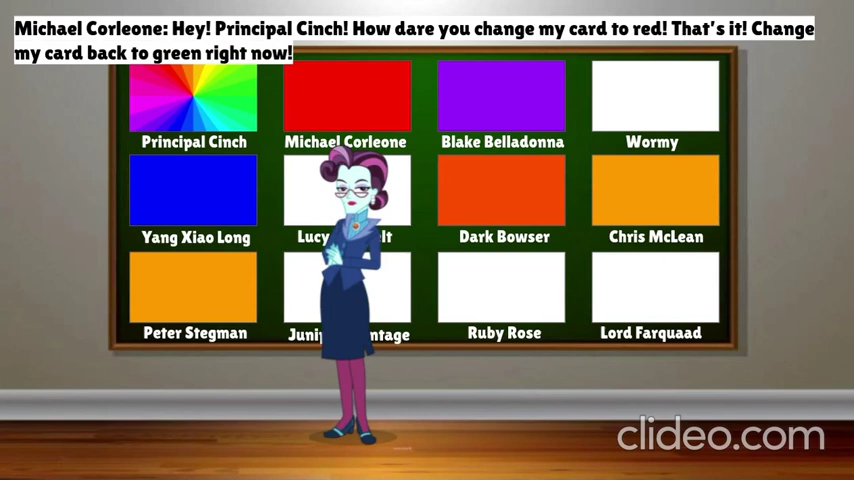 Michael Corleone: Hey! Principal Cinch! How dare you change my card to red! That's it! Change
my card back to green right now!
Principal Cinch Michael Corleone Blake Belladonna Wormy
Yang Xiao Long Lucy Dark Bowser Chris McLean
Peter Stegman Ruby Rose Lord Farquaad
clideo.com